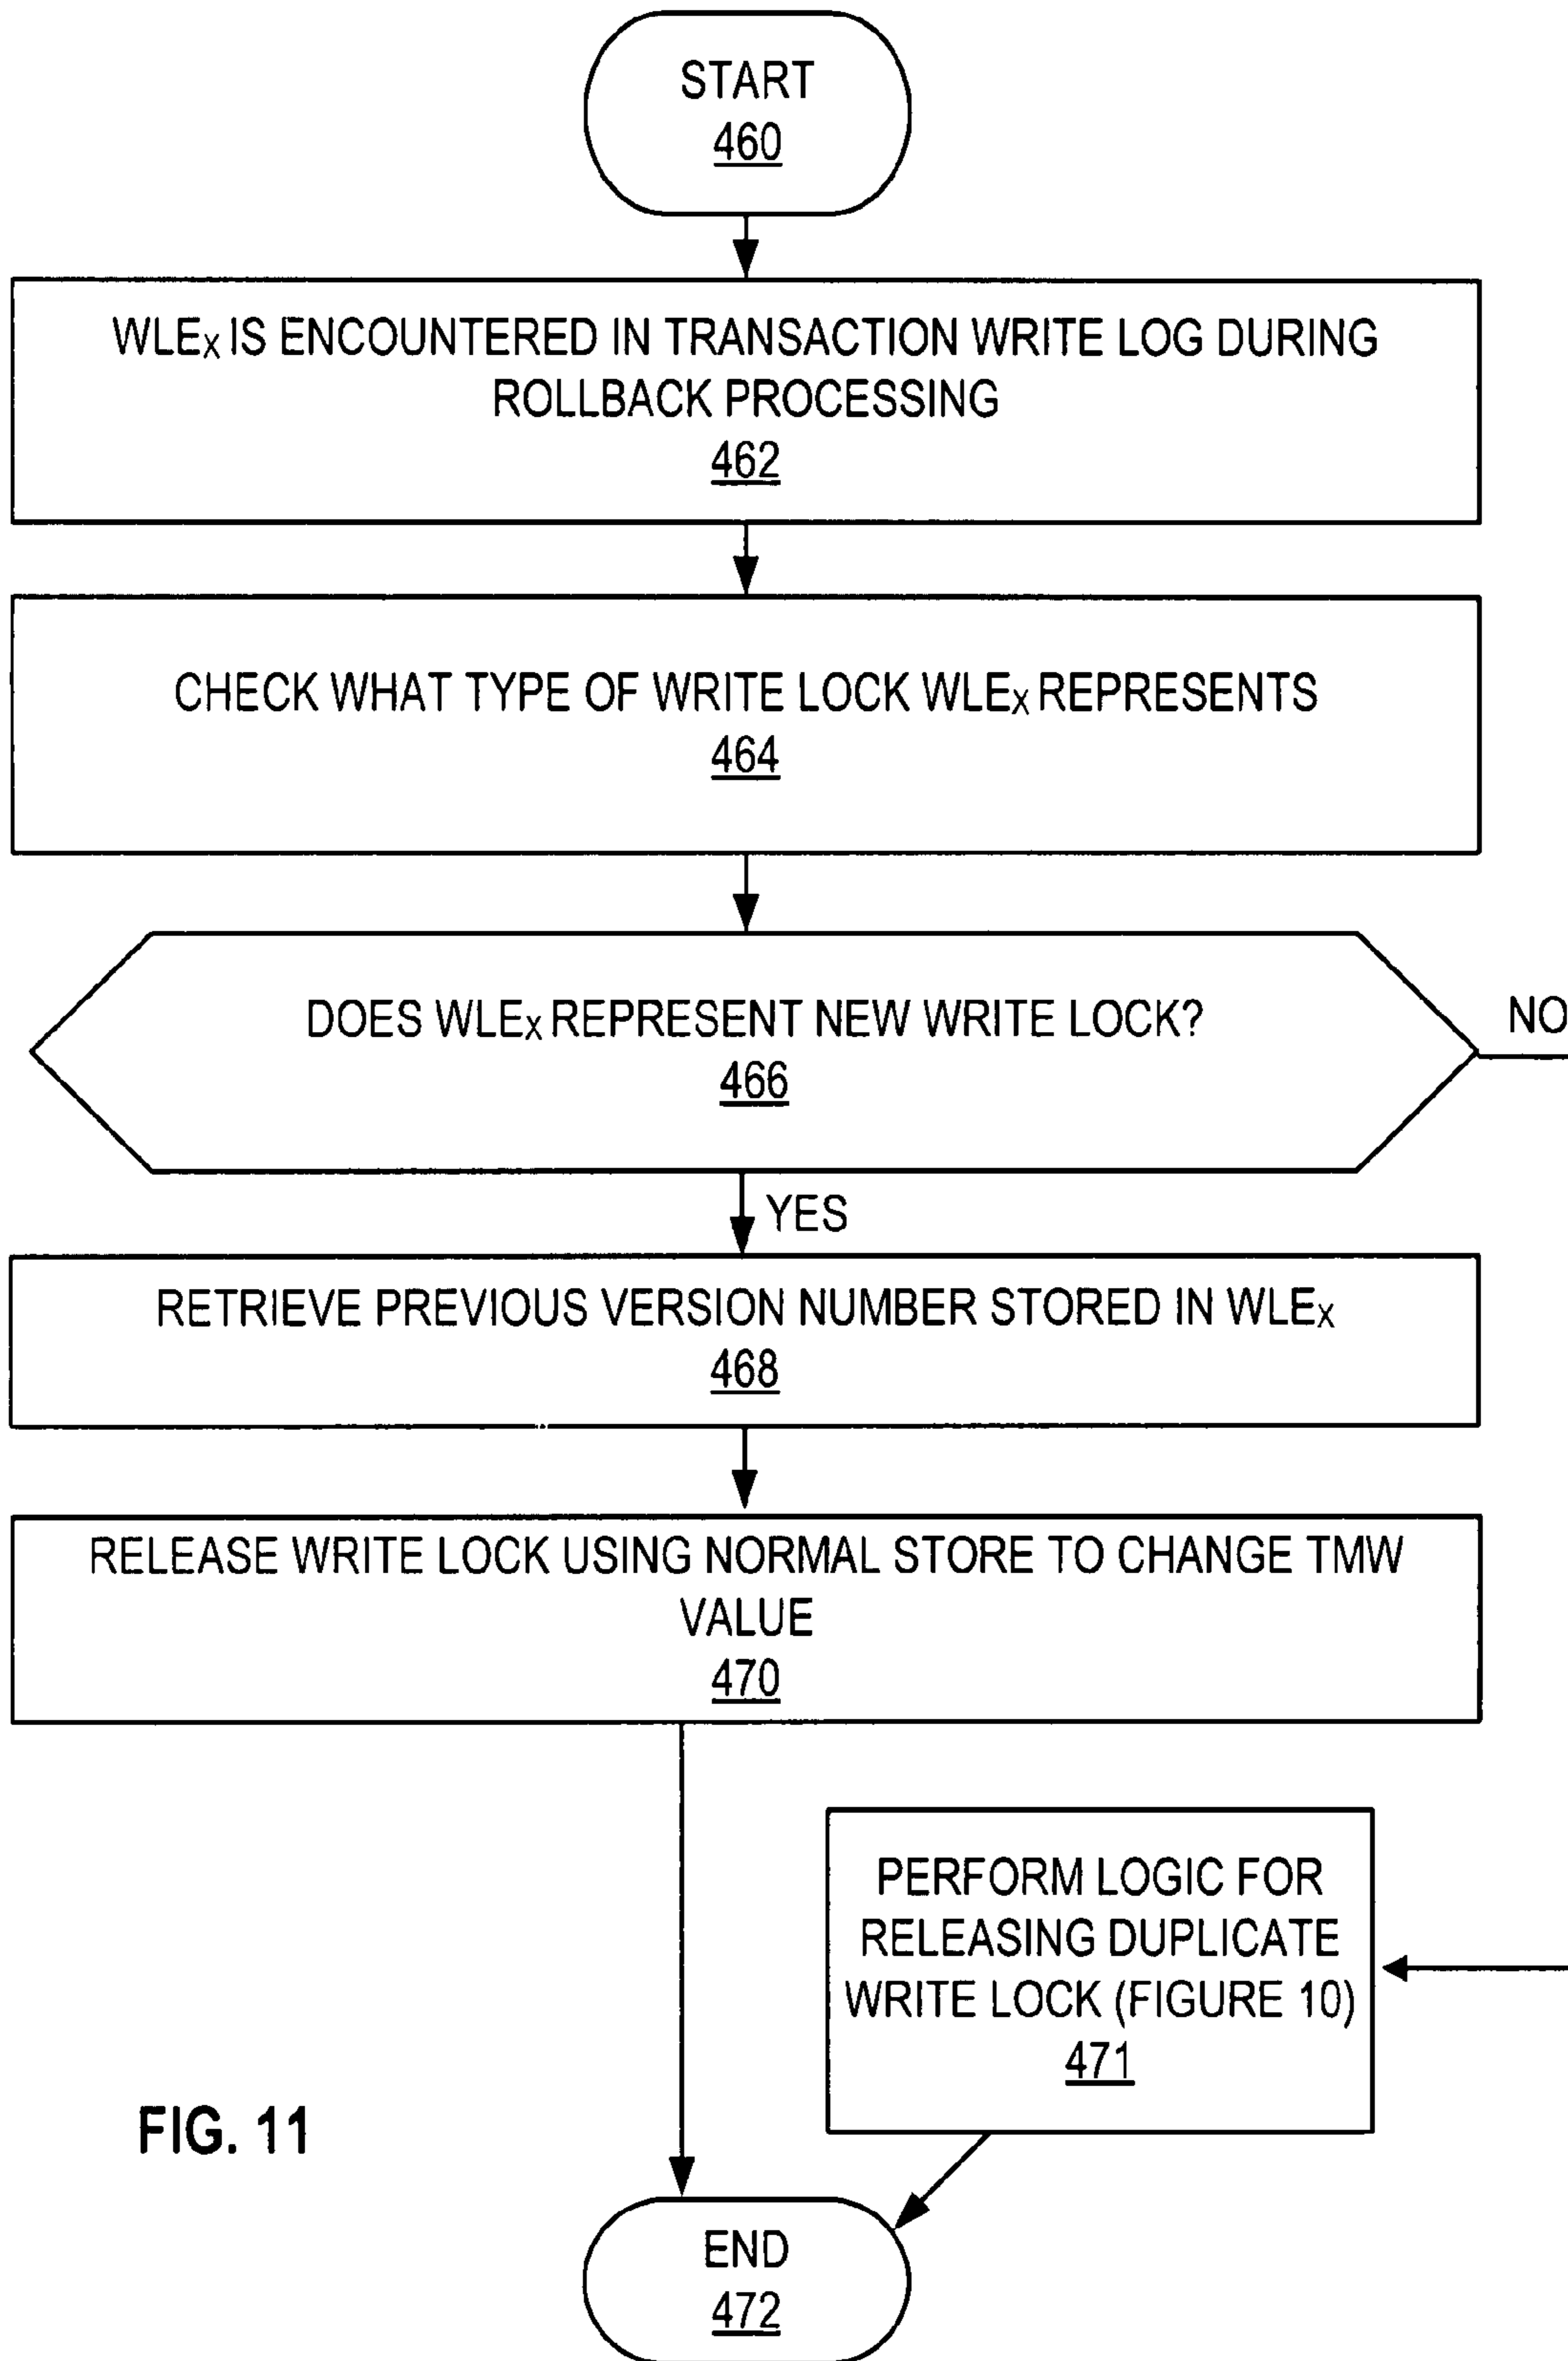 START
460
WLEX IS ENCOUNTERED IN TRANSACTION WRITE LOG DURING
ROLLBACK PROCESSING
462
CHECK WHAT TYPE OF WRITE LOCK WLEX REPRESENTS
464
DOES WLEX REPRESENT NEW WRITE LOCK?
466
NO
YES
RETRIEVE PREVIOUS VERSION NUMBER STORED IN WLEX
468
RELEASE WRITE LOCK USING NORMAL STORE TO CHANGE TMW
VALUE
470
PERFORM LOGIC FOR
RELEASING DUPLICATE
WRITE LOCK (FIGURE 10)
471
FIG. 11
END
472